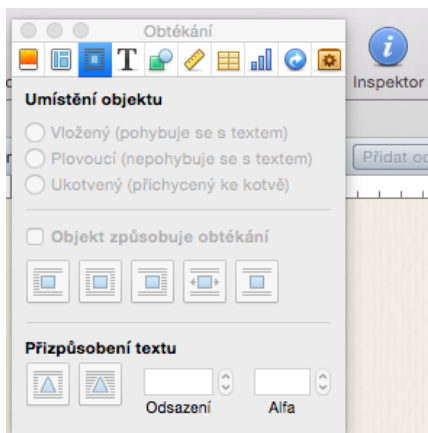 Obtékání
T
Inspektor
Umístění objektu
Vložený (pohybuje se s textem)
Plovoucí (nepohybuje se s textem)
Přidat
Ukotvený (přichycený ke kotvě)
Objekt způsobuje obtékání
Přizpůsobení textu
Odsazení
Alfa